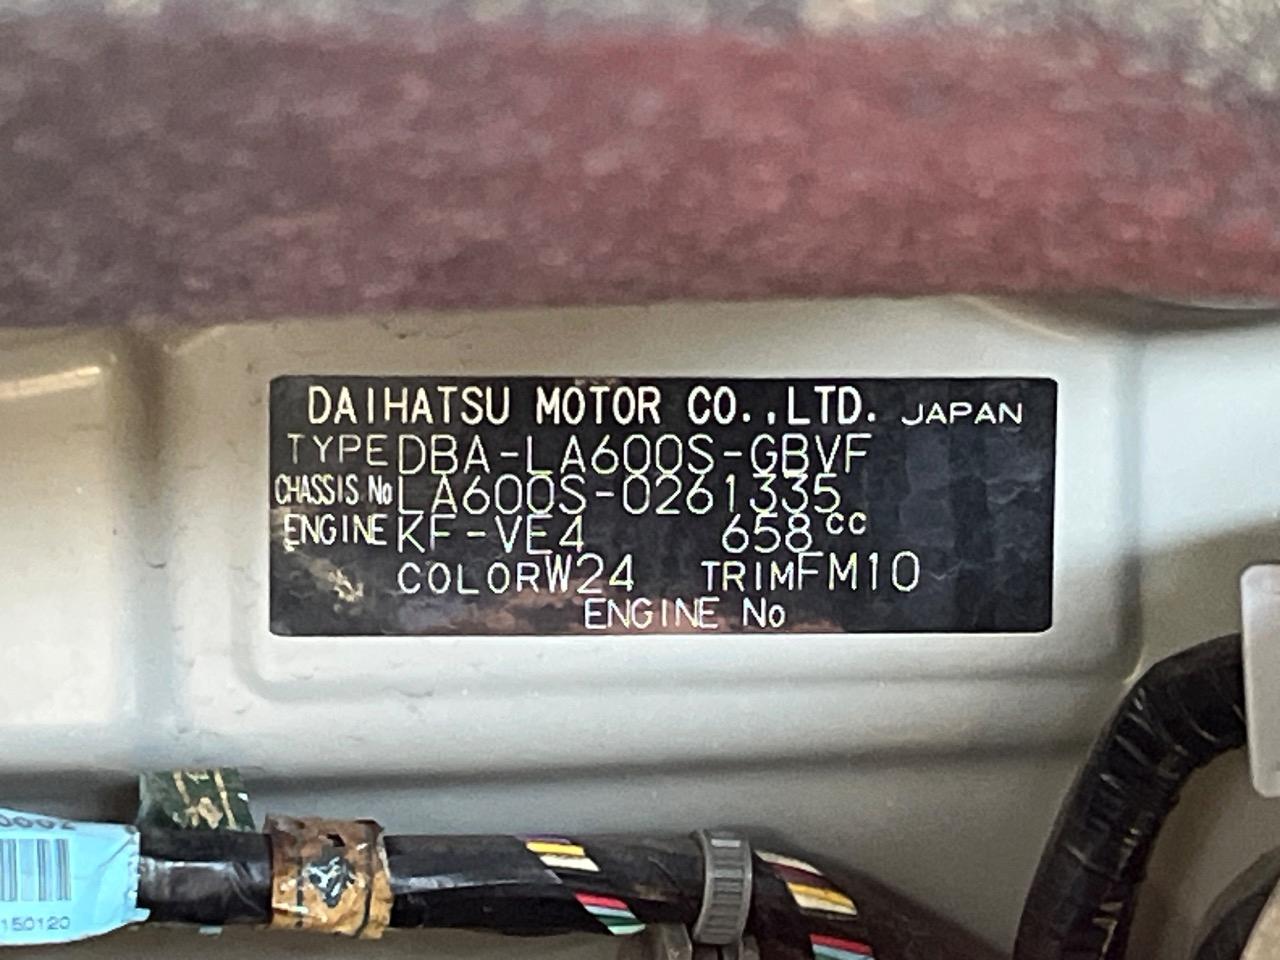 DAIHATSU MOTOR CO.,LTD. JAPAN
TYPE DBA-LA600S-GBVF
CHASSIS No LA600S-0261335
ENGINE KF-VE4 658cc
COLOR W24 TRIM FM10
ENGINE No
150120